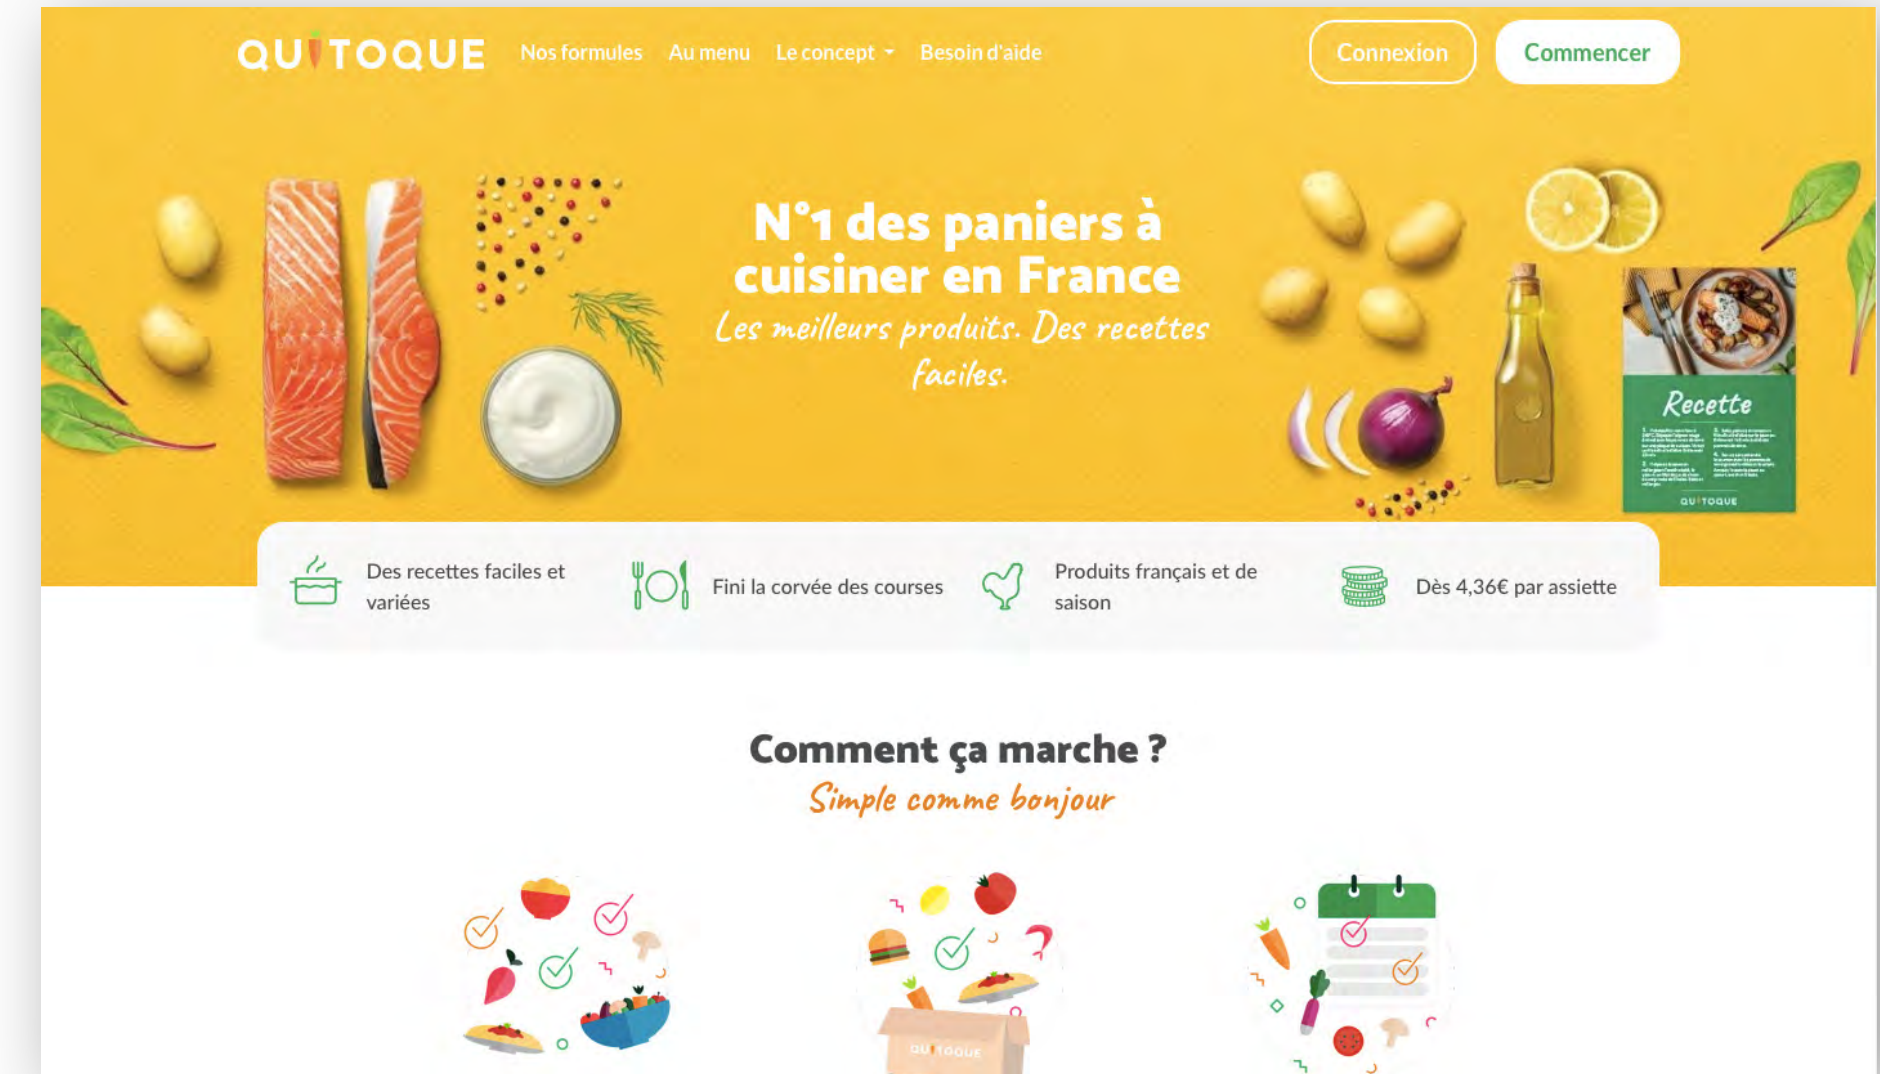 QUITOQUE Nos formules Au menu Le concept Besoin d'aide Connexion Commencer
N°1 des paniers à
cuisiner en France
Les meilleurs produits. Des recettes
faciles.
Recette
QUITOQUE
Des recettes faciles et
variées
Fini la corvée des courses
Produits français et de
saison
Dès 4,36€ par assiette
Comment ça marche ?
Simple comme bonjour
QUITOQUE